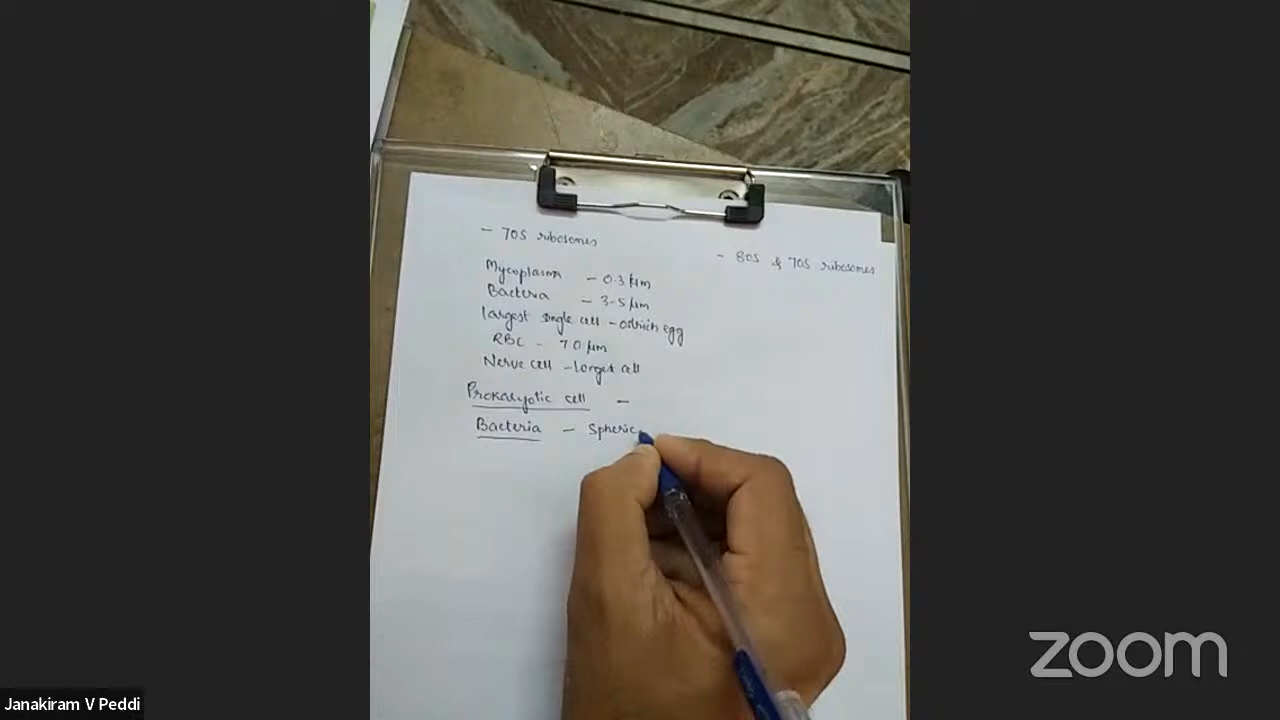 - 70S ribosomes
- 80S & 70S ribosomes
Mycoplasma - 0.3 µm
Bacteria - 3-5 µm
largest single cell - ostrich egg
RBC - 7.0 µm
Nerve cell - longest cell
Prokaryotic cell -
Bacteria - Spheric
zoom
Janakiram V Peddi